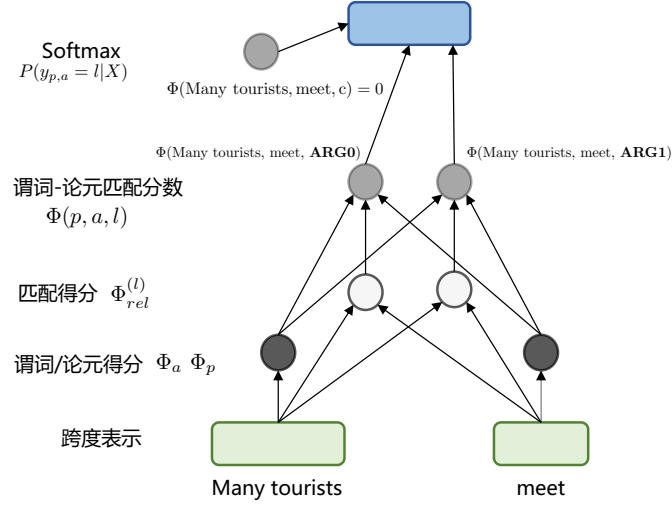 Softmax
P(y_{p,a} = l|X)
Φ(Many tourists, meet, c) = 0
Φ(Many tourists, meet, ARG0)
Φ(Many tourists, meet, ARG1)
谓词-论元匹配分数
Φ(p, a, l)
匹配得分 Φ_{rel}^{(l)}
谓词/论元得分 Φ_a Φ_p
跨度表示
Many tourists
meet